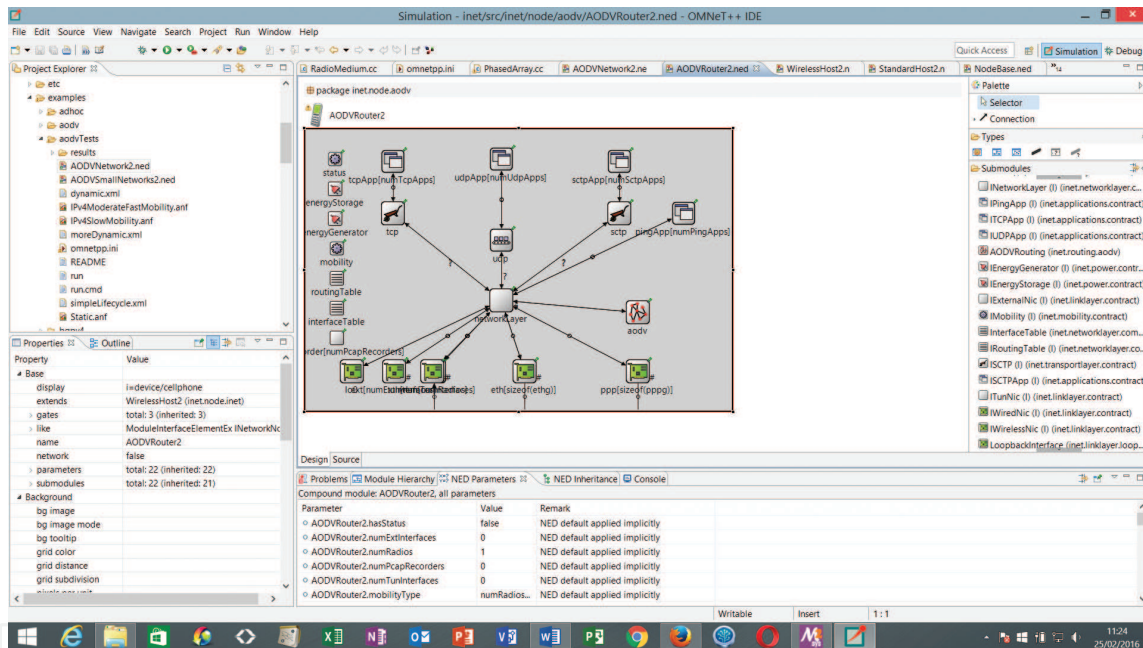 Simulation - inet/src/inet/node/aodv/AODVRouter2.ned - OMNeT++ IDE
File Edit Source View Navigate Search Project Run Window Help
Quick Access Simulation Debug
Project Explorer
etc
examples
adhoc
aodv
aodvTests
results
AODVNetwork2.ned
AODVSmallNetworks2.ned
dynamic.xml
IPv4ModerateFastMobility.anf
IPv4SlowMobility.anf
moreDynamic.xml
omnetpp.ini
README
run
run.cmd
simpleLifecycle.xml
Static.anf
Properties Outline
Property Value
Base
display i=device/cellphone
extends WirelessHost2 (inet.node.inet)
gates total: 3 (inherited: 3)
like ModuleInterfaceElementEx INetworkNc
name AODVRouter2
network false
parameters total: 22 (inherited: 22)
submodules total: 22 (inherited: 21)
Background
bg image
bg image mode
bg tooltip
grid color
grid distance
grid subdivision
RadioMedium.cc omnetpp.ini PhasedArray.cc AODVNetwork2.ne AODVRouter2.ned WirelessHost2.n StandardHost2.n NodeBase.ned
package inet.node.aodv
AODVRouter2
status
tcpApp[numTcpApps]
udpApp[numUdpApps]
sctpApp[numSctpApps]
energyStorage
energyGenerator
tcp
udp
sctp
pingApp[numPingApps]
mobility
? ? ?
routingTable
networkLayer
interfaceTable
aodv
rder[numPcapRecorders]
eth[sizeof(ethg)]
ppp[sizeof(pppg)]
Design Source
Palette
Selector
Connection
Types
Submodules
INetworkLayer (I) (inet.networklayer.c...
IPingApp (I) (inet.applications.contract)
ITCPApp (I) (inet.applications.contract)
IUDPApp (I) (inet.applications.contract)
AODVRouting (inet.routing.aodv)
IEnergyGenerator (I) (inet.power.contr...
IEnergyStorage (I) (inet.power.contract)
IExternalNic (I) (inet.linklayer.contract)
IMobility (I) (inet.mobility.contract)
InterfaceTable (inet.networklayer.com...
IRoutingTable (I) (inet.networklayer.co...
ISCTP (I) (inet.transportlayer.contract)
ISCTPApp (I) (inet.applications.contract)
ITunNic (I) (inet.linklayer.contract)
IWiredNic (I) (inet.linklayer.contract)
IWirelessNic (I) (inet.linklayer.contract)
LoopbackInterface (inet.linklayer.loop...
Problems Module Hierarchy NED Parameters NED Inheritance Console
Compound module: AODVRouter2, all parameters
Parameter Value Remark
AODVRouter2.hasStatus false NED default applied implicitly
AODVRouter2.numExtInterfaces 0 NED default applied implicitly
AODVRouter2.numRadios 1 NED default applied implicitly
AODVRouter2.numPcapRecorders 0 NED default applied implicitly
AODVRouter2.numTunInterfaces 0 NED default applied implicitly
AODVRouter2.mobilityType numRadios... NED default applied implicitly
Writable Insert 1 : 1
11:24
25/02/2016